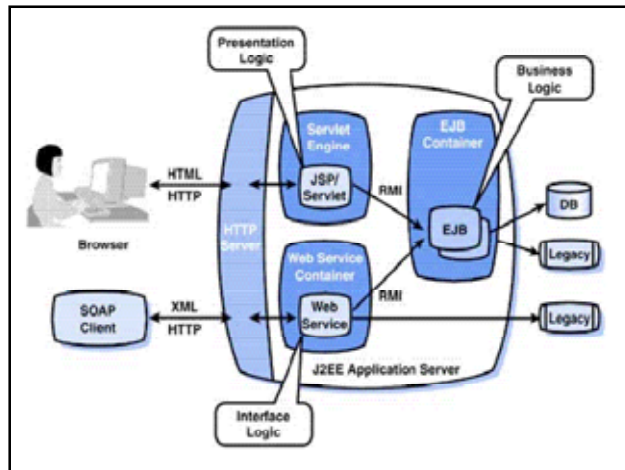 Presentation
Logic
Business
Logic
Servlet
Engine
EJB
Container
HTML
HTTP
JSP/
Servlet
RMI
EJB
DB
Browser
HTTP
Server
Web Service
Container
Legacy
SOAP
Client
XML
HTTP
Web
Service
RMI
Legacy
J2EE Application Server
Interface
Logic